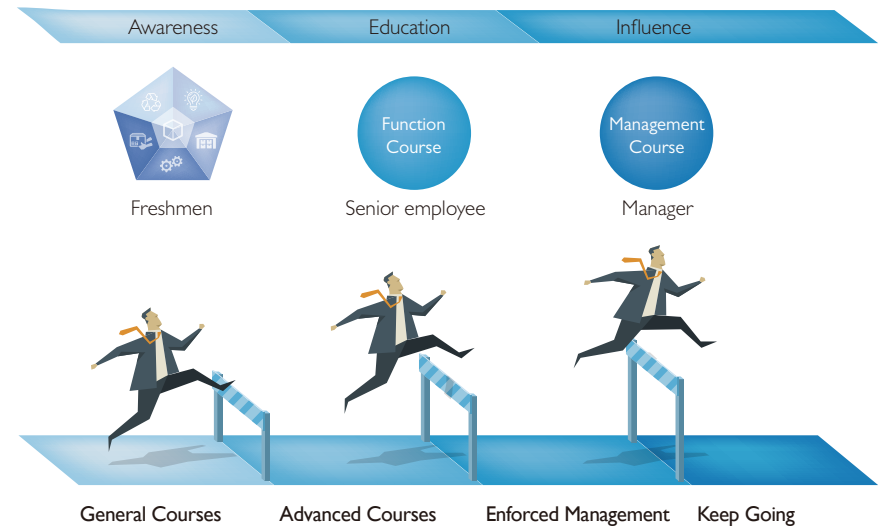 Awareness Education Influence
Function
Course
Management
Course
Freshmen Senior employee Manager
General Courses Advanced Courses Enforced Management Keep Going